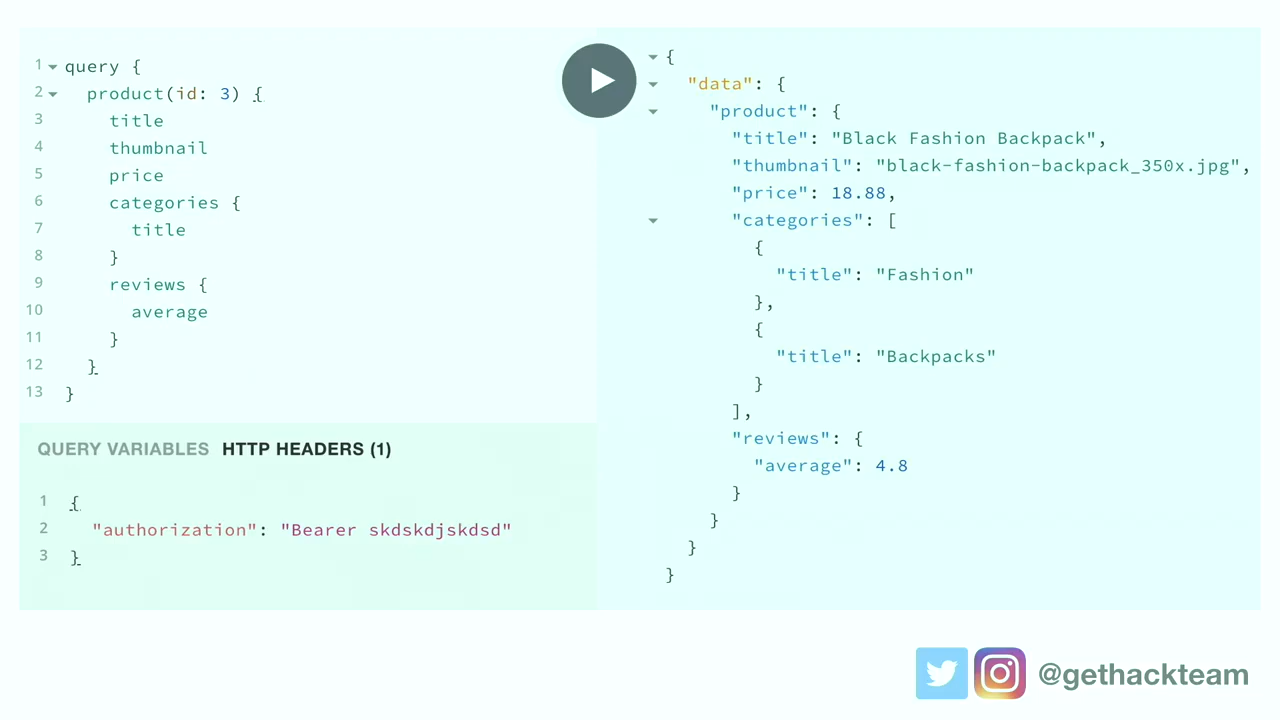 1 query {
2 product(id: 3) {
3 title
4 thumbnail
5 price
6 categories {
7 title
8 }
9 reviews {
10 average
11 }
12 }
13 }
QUERY VARIABLES HTTP HEADERS (1)
1 {
2 "authorization": "Bearer skdskdjskdsd"
3 }
{
"data": {
"product": {
"title": "Black Fashion Backpack",
"thumbnail": "black-fashion-backpack_350x.jpg",
"price": 18.88,
"categories": [
{
"title": "Fashion"
},
{
"title": "Backpacks"
}
],
"reviews": {
"average": 4.8
}
}
}
}
@gethackteam